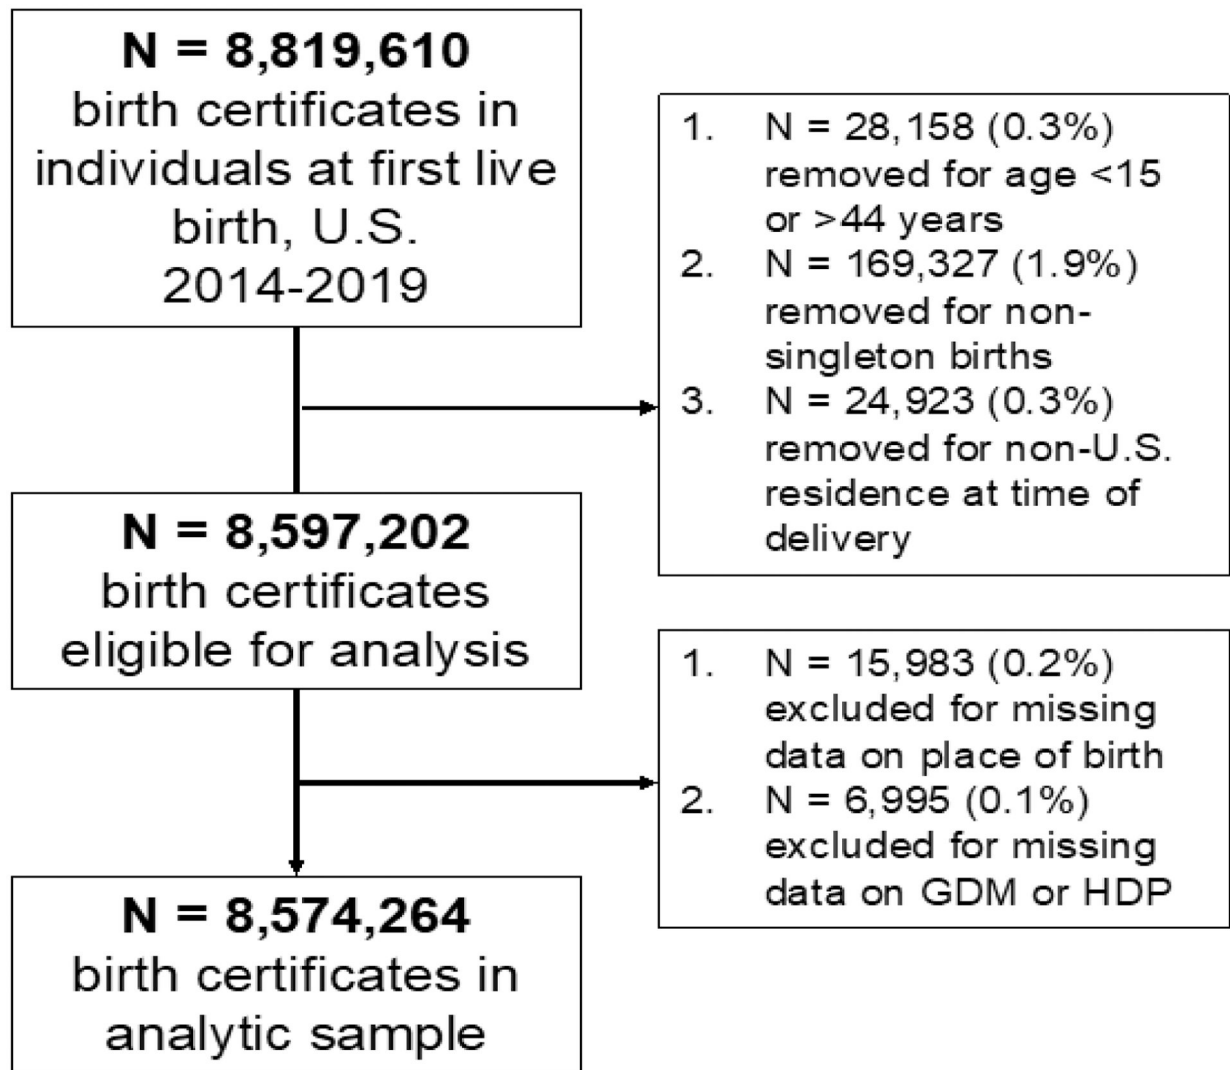 N = 8,819,610
birth certificates in
individuals at first live
birth, U.S.
2014-2019
1. N = 28,158 (0.3%)
removed for age <15
or >44 years
2. N = 169,327 (1.9%)
removed for non-
singleton births
3. N = 24,923 (0.3%)
removed for non-U.S.
residence at time of
delivery
N = 8,597,202
birth certificates
eligible for analysis
1. N = 15,983 (0.2%)
excluded for missing
data on place of birth
2. N = 6,995 (0.1%)
excluded for missing
data on GDM or HDP
N = 8,574,264
birth certificates in
analytic sample